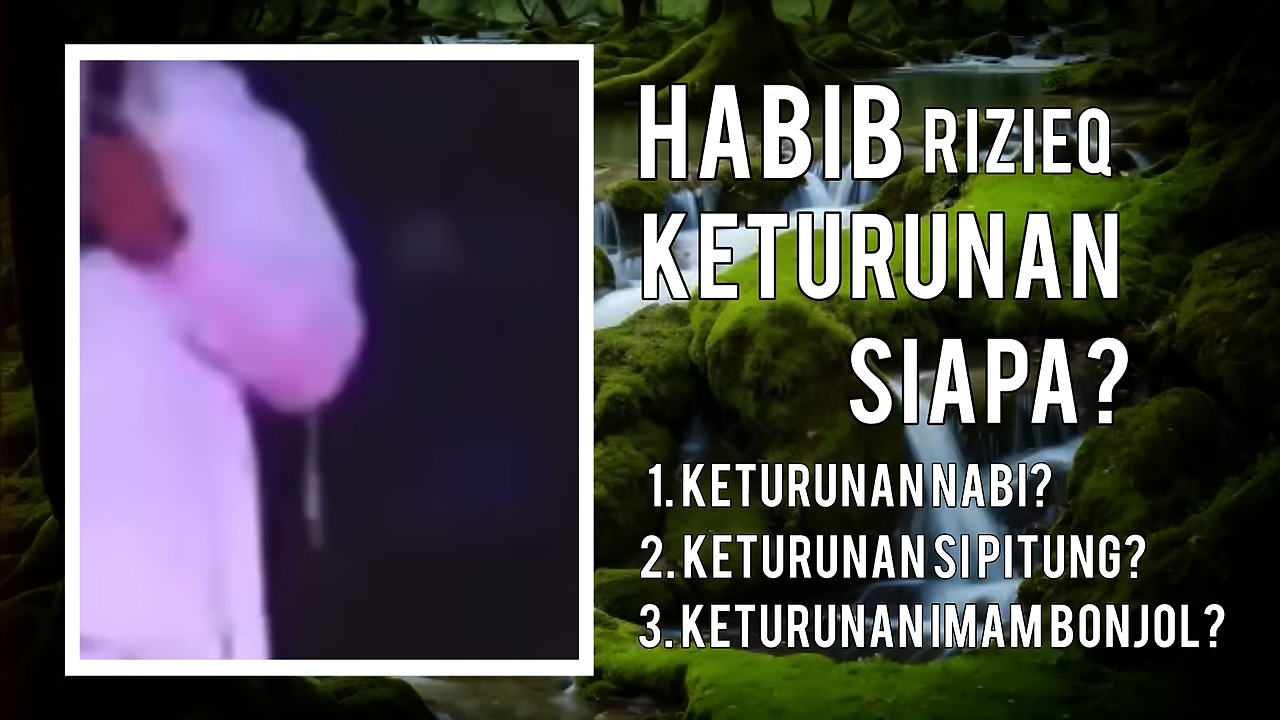 HABIB RIZIEQ
KETURUNAN
SIAPA?
1. KETURUNAN NABI?
2. KETURUNAN SI PITUNG?
3. KETURUNAN IMAM BONJOL?